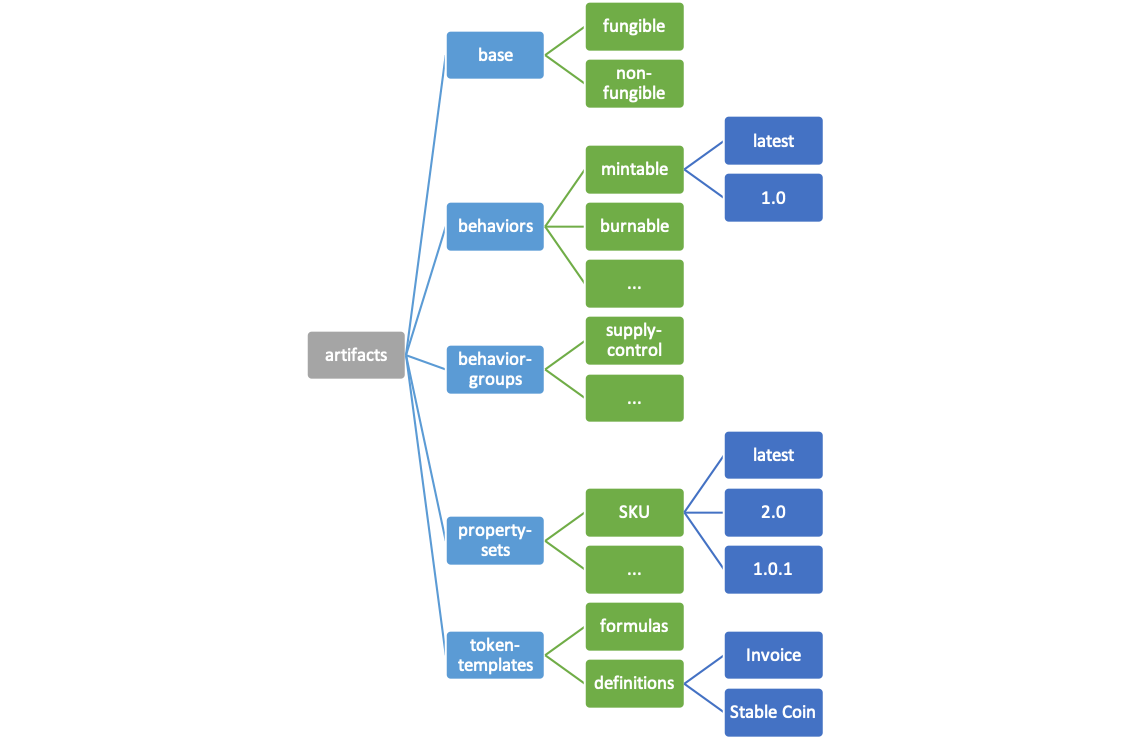 artifacts
base
fungible
non-
fungible
behaviors
mintable
latest
1.0
burnable
...
behavior-
groups
supply-
control
...
property-
sets
SKU
latest
2.0
1.0.1
...
token-
templates
formulas
definitions
Invoice
Stable Coin